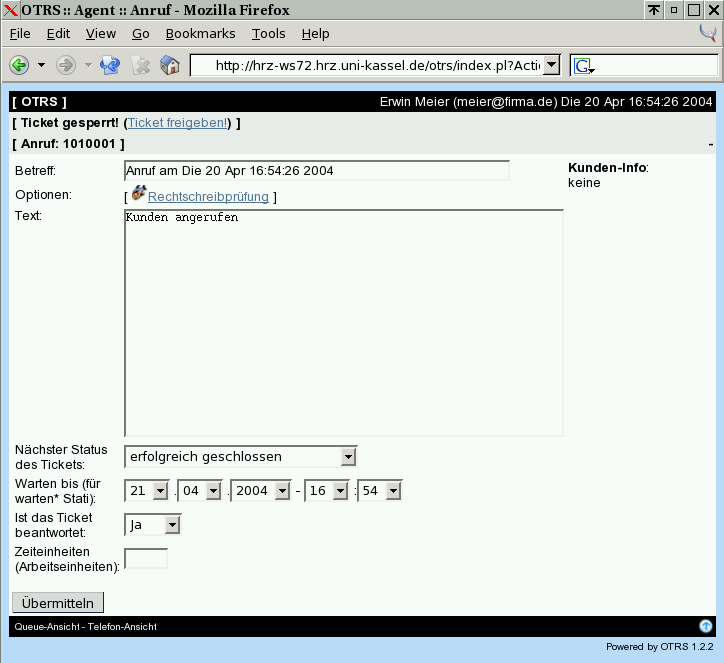 OTRS :: Agent :: Anruf - Mozilla Firefox
File Edit View Go Bookmarks Tools Help
http://hrz-ws72.hrz.uni-kassel.de/otrs/index.pl?Acti
G
[ OTRS ] Erwin Meier (meier@firma.de) Die 20 Apr 16:54:26 2004
[ Ticket gesperrt! (Ticket freigeben!) ]
[ Anruf: 1010001 ] -
Betreff: Anruf am Die 20 Apr 16:54:26 2004
Kunden-Info:
keine
Optionen: [ Rechtschreibprüfung ]
Text: Kunden angerufen
Nächster Status
des Tickets: erfolgreich geschlossen
Warten bis (für
warten* Stati): 21 . 04 . 2004 - 16 : 54
Ist das Ticket
beantwortet: Ja
Zeiteinheiten
(Arbeitseinheiten):
Übermitteln
Queue-Ansicht - Telefon-Ansicht
Powered by OTRS 1.2.2